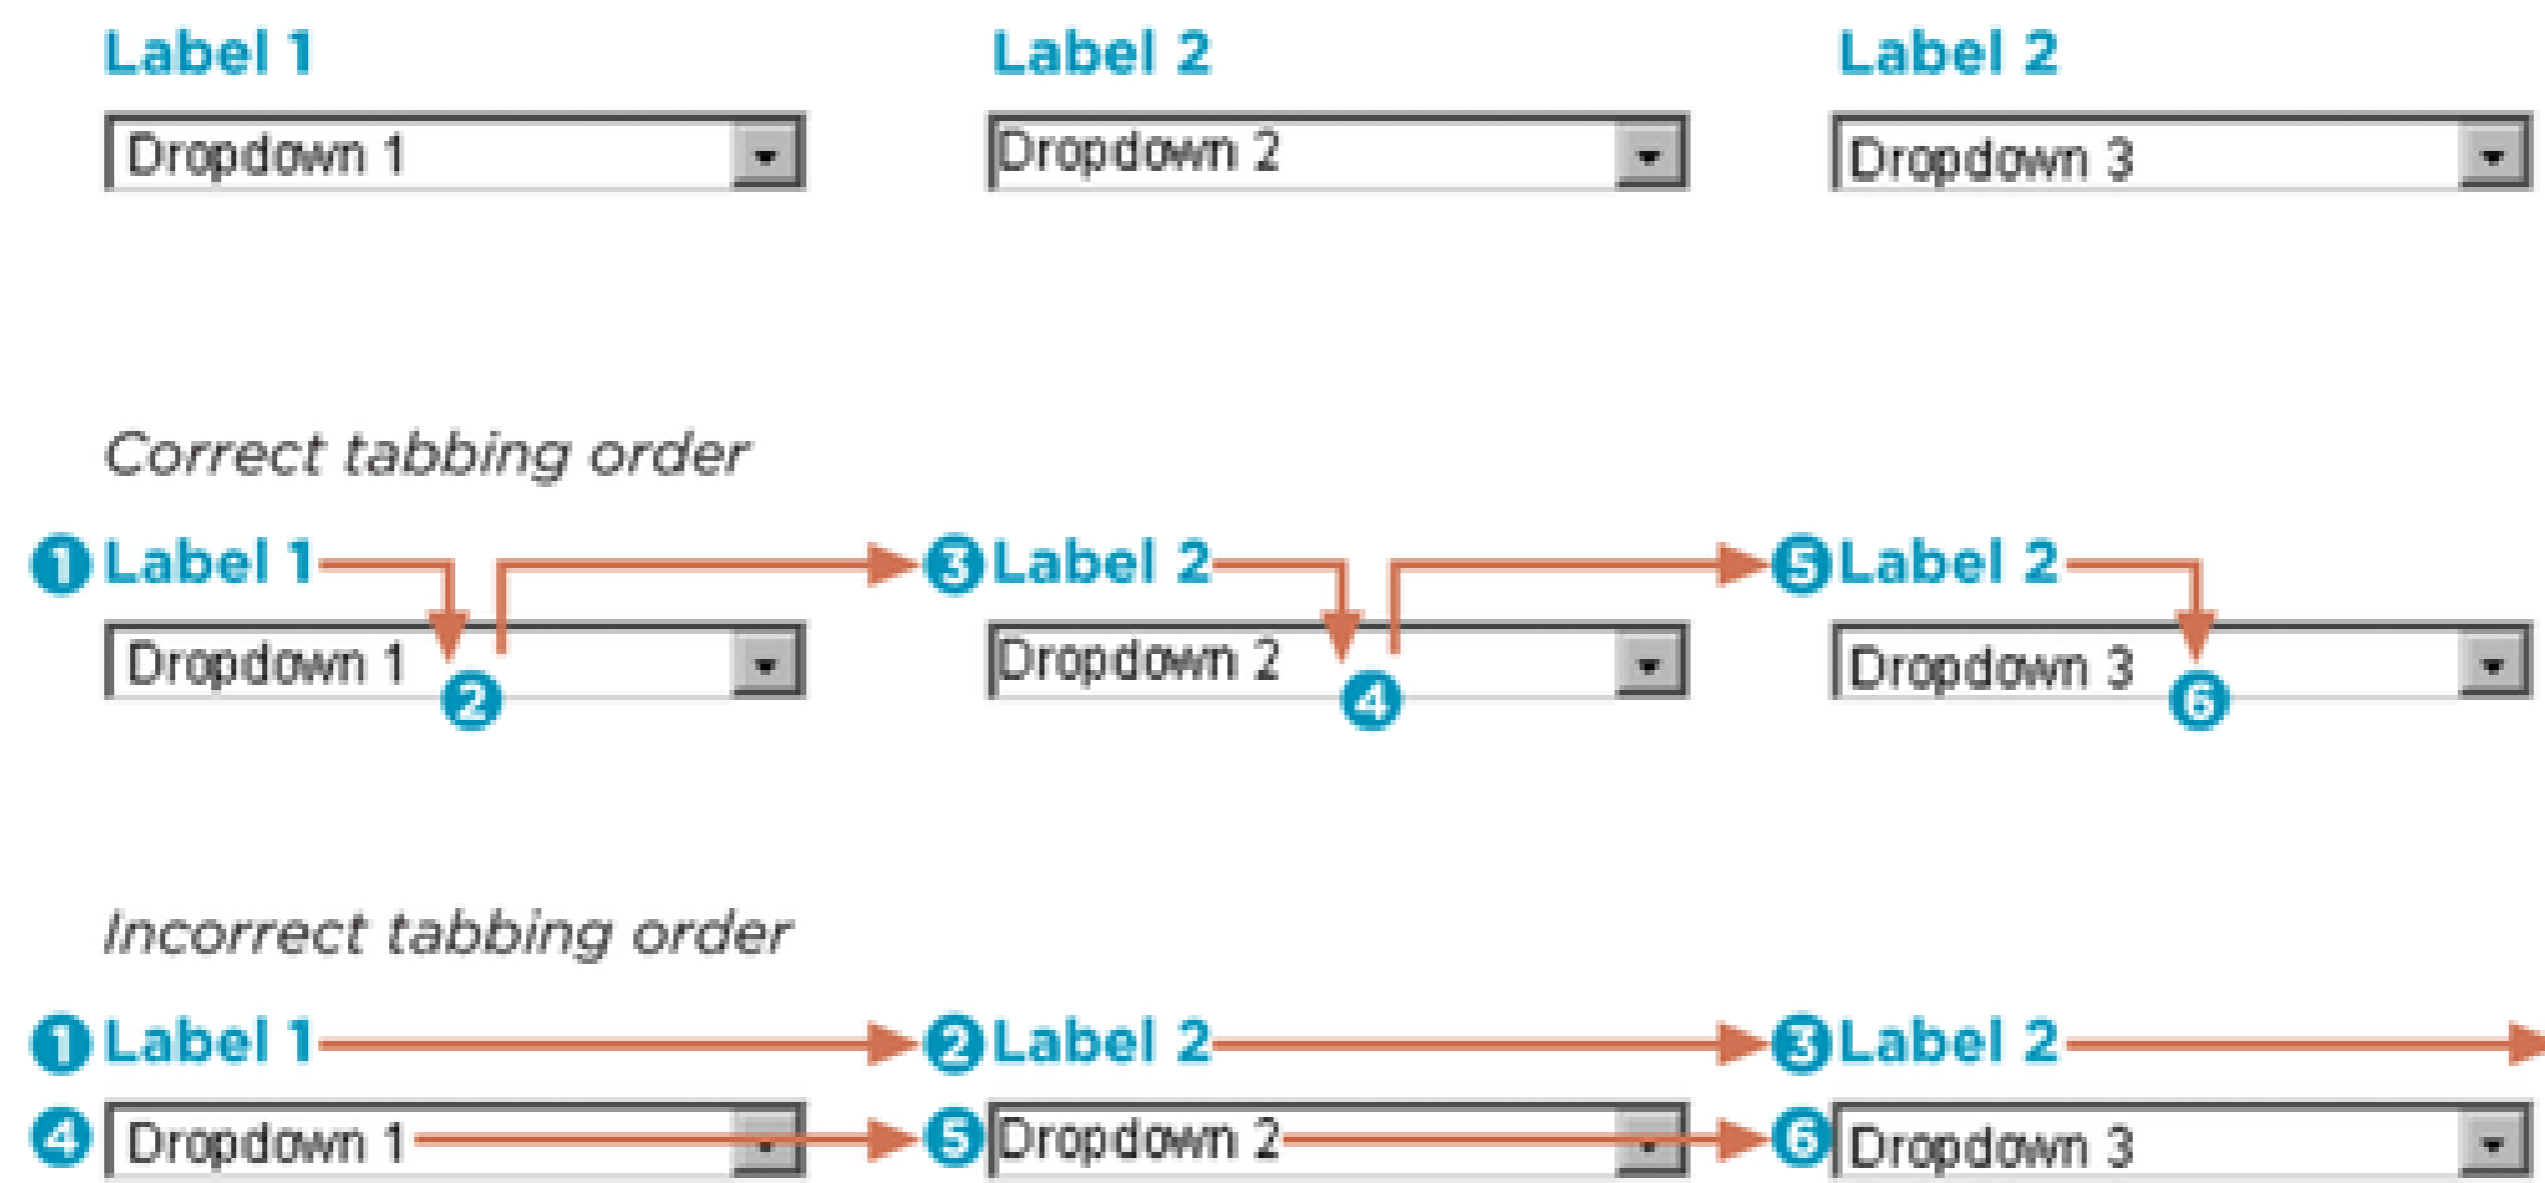 Label 1 Label 2 Label 2
Dropdown 1 Dropdown 2 Dropdown 3
Correct tabbing order
1 Label 1 3 Label 2 5 Label 2
Dropdown 1 Dropdown 2 Dropdown 3
2 4 6
Incorrect tabbing order
1 Label 1 2 Label 2 3 Label 2
4 Dropdown 1 5 Dropdown 2 6 Dropdown 3